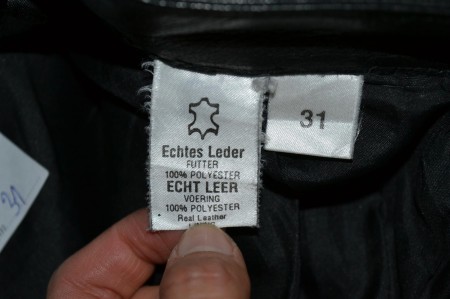 Echtes Leder
FUTTER
100% POLYESTER
ECHT LEER
VOERING
100% POLYESTER
Real Leather
31
31